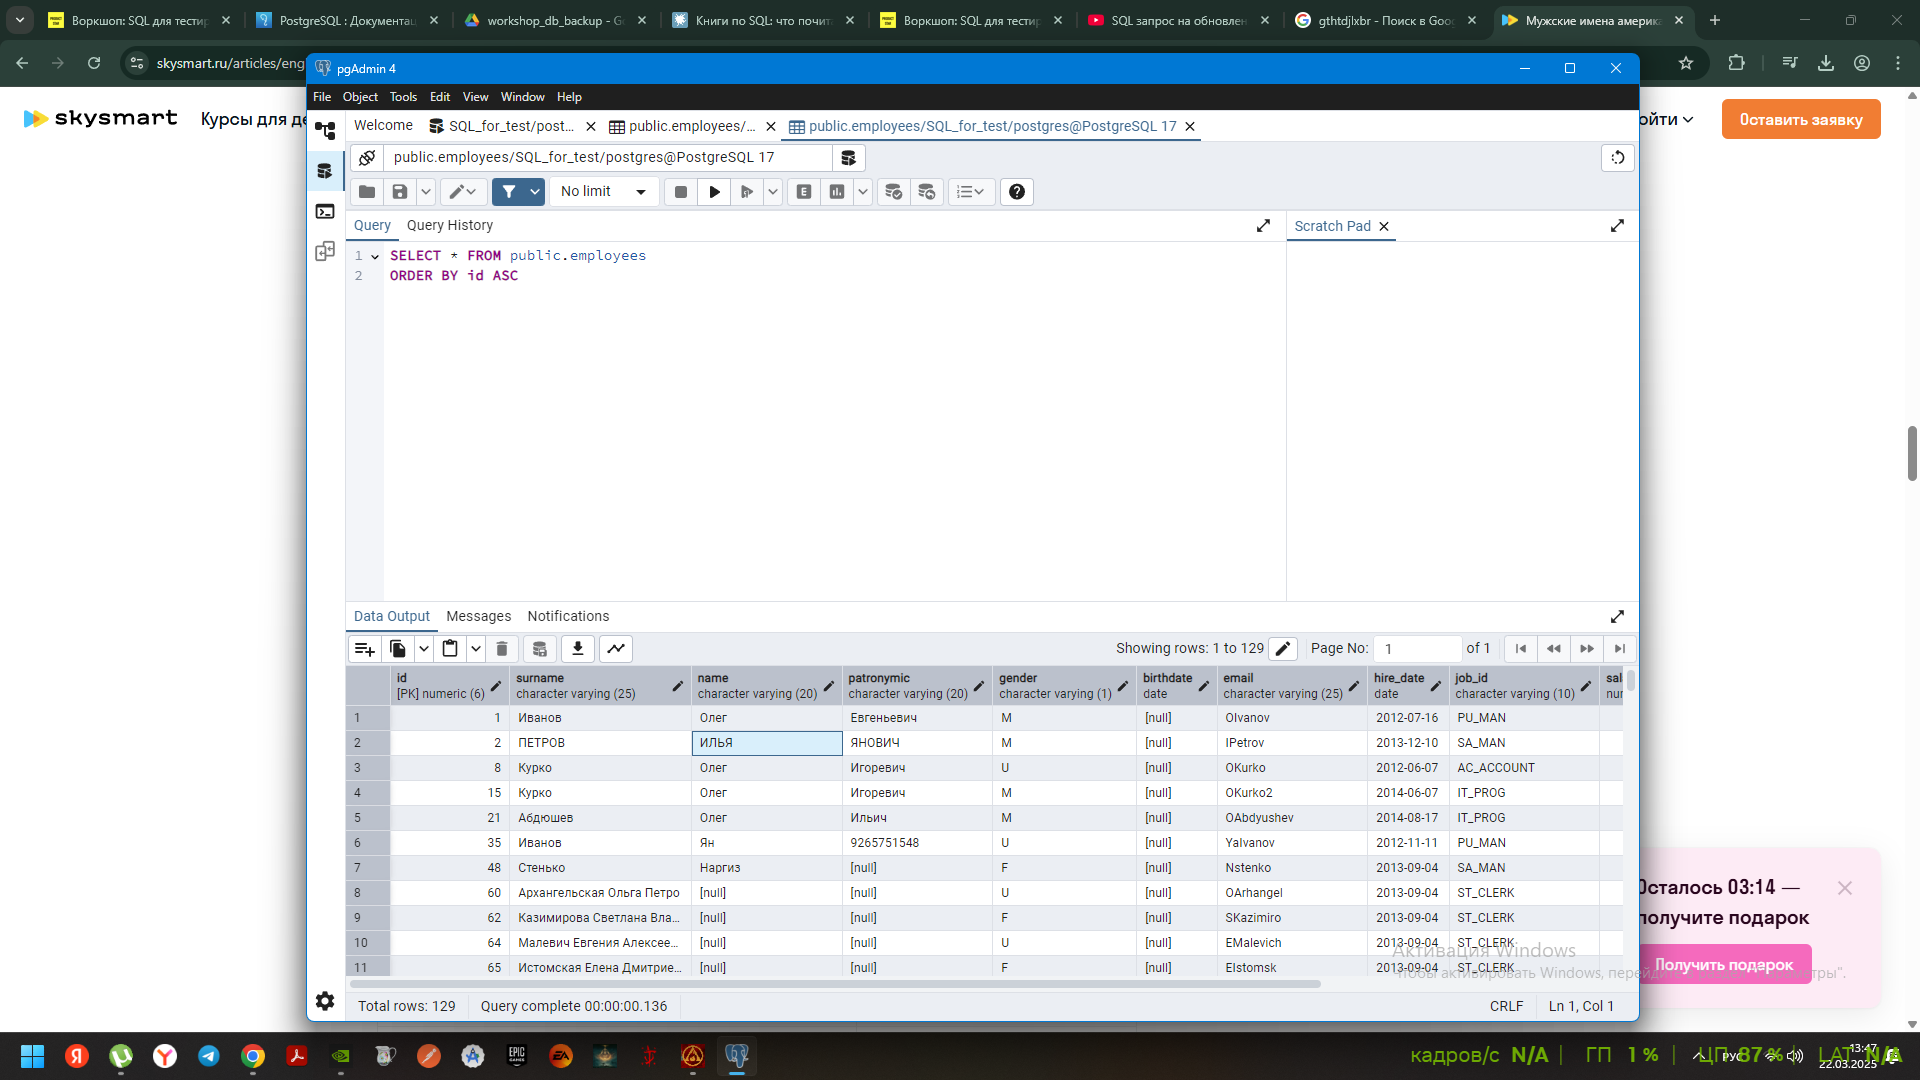 Воркшоп: SQL для тестир
PostgreSQL : Документац
workshop_db_backup - Go
Книги по SQL: что почита
Воркшоп: SQL для тестир
SQL запрос на обновлен
gthtdjlxbr - Поиск в Goog
Мужские имена америка
skysmart.ru/articles/eng
pgAdmin 4
skysmart
Курсы для де
ойти
Оставить заявку
File Object Tools Edit View Window Help
Welcome
SQL_for_test/post...
public.employees/...
public.employees/SQL_for_test/postgres@PostgreSQL 17
public.employees/SQL_for_test/postgres@PostgreSQL 17
No limit
E
Query Query History
Scratch Pad
1 SELECT * FROM public.employees
2 ORDER BY id ASC
Data Output Messages Notifications
Showing rows: 1 to 129 Page No: 1 of 1
id surname name patronymic gender birthdate email hire_date job_id sal
[PK] numeric (6) character varying (25) character varying (20) character varying (20) character varying (1) date character varying (25) date character varying (10) nur
1 1 Иванов Олег Евгеньевич M [null] OIvanov 2012-07-16 PU_MAN
2 2 ПЕТРОВ ИЛЬЯ ЯНОВИЧ M [null] IPetrov 2013-12-10 SA_MAN
3 8 Курко Олег Игоревич U [null] OKurko 2012-06-07 AC_ACCOUNT
4 15 Курко Олег Игоревич M [null] OKurko2 2014-06-07 IT_PROG
5 21 Абдюшев Олег Ильич M [null] OAbdyushev 2014-08-17 IT_PROG
6 35 Иванов Ян 9265751548 U [null] YaIvanov 2012-11-11 PU_MAN
7 48 Стенько Наргиз [null] F [null] Nstenko 2013-09-04 SA_MAN
8 60 Архангельская Ольга Петро [null] [null] U [null] OArhangel 2013-09-04 ST_CLERK
9 62 Казимирова Светлана Вла... [null] [null] F [null] SKazimiro 2013-09-04 ST_CLERK
10 64 Малевич Евгения Алексее... [null] [null] U [null] EMalevich 2013-09-04 ST_CLERK
11 65 Истомская Елена Дмитрие... [null] [null] F [null] EIstomsk 2013-09-04 ST_CLERK
Total rows: 129 Query complete 00:00:00.136 CRLF Ln 1, Col 1
Осталось 03:14 —
получите подарок
Получить подарок
Активация Windows
Чтобы активировать Windows, перейди
EPIC
GAMES
EA
кадров/с N/A ГП 1 % ЦП 87 % LAT N/A
РУС
13:47
22.03.2025